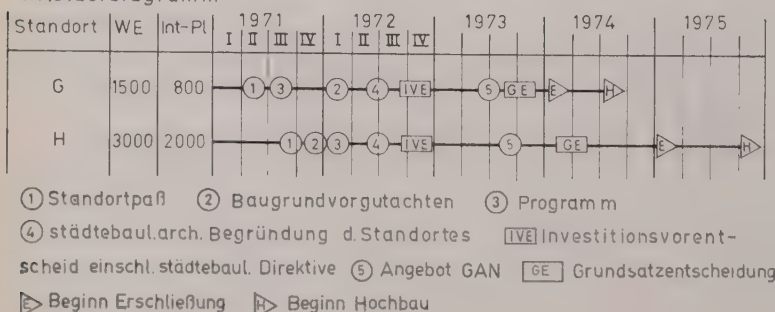 Standort WE Int-Pl 1971 1972 1973 1974 1975
I II III IV I II III IV
G 1500 800 1 3 2 4 IVE 5 GE E H
H 3000 2000 1 2 3 4 IVE 5 GE E H
① Standortpaß ② Baugrundvorgutachten ③ Programm
④ städtebaul.arch. Begründung d. Standortes IVE Investitionsvorent-
scheid einschl. städtebaul. Direktive ⑤ Angebot GAN GE Grundsatzentscheidung
E Beginn Erschließung H Beginn Hochbau